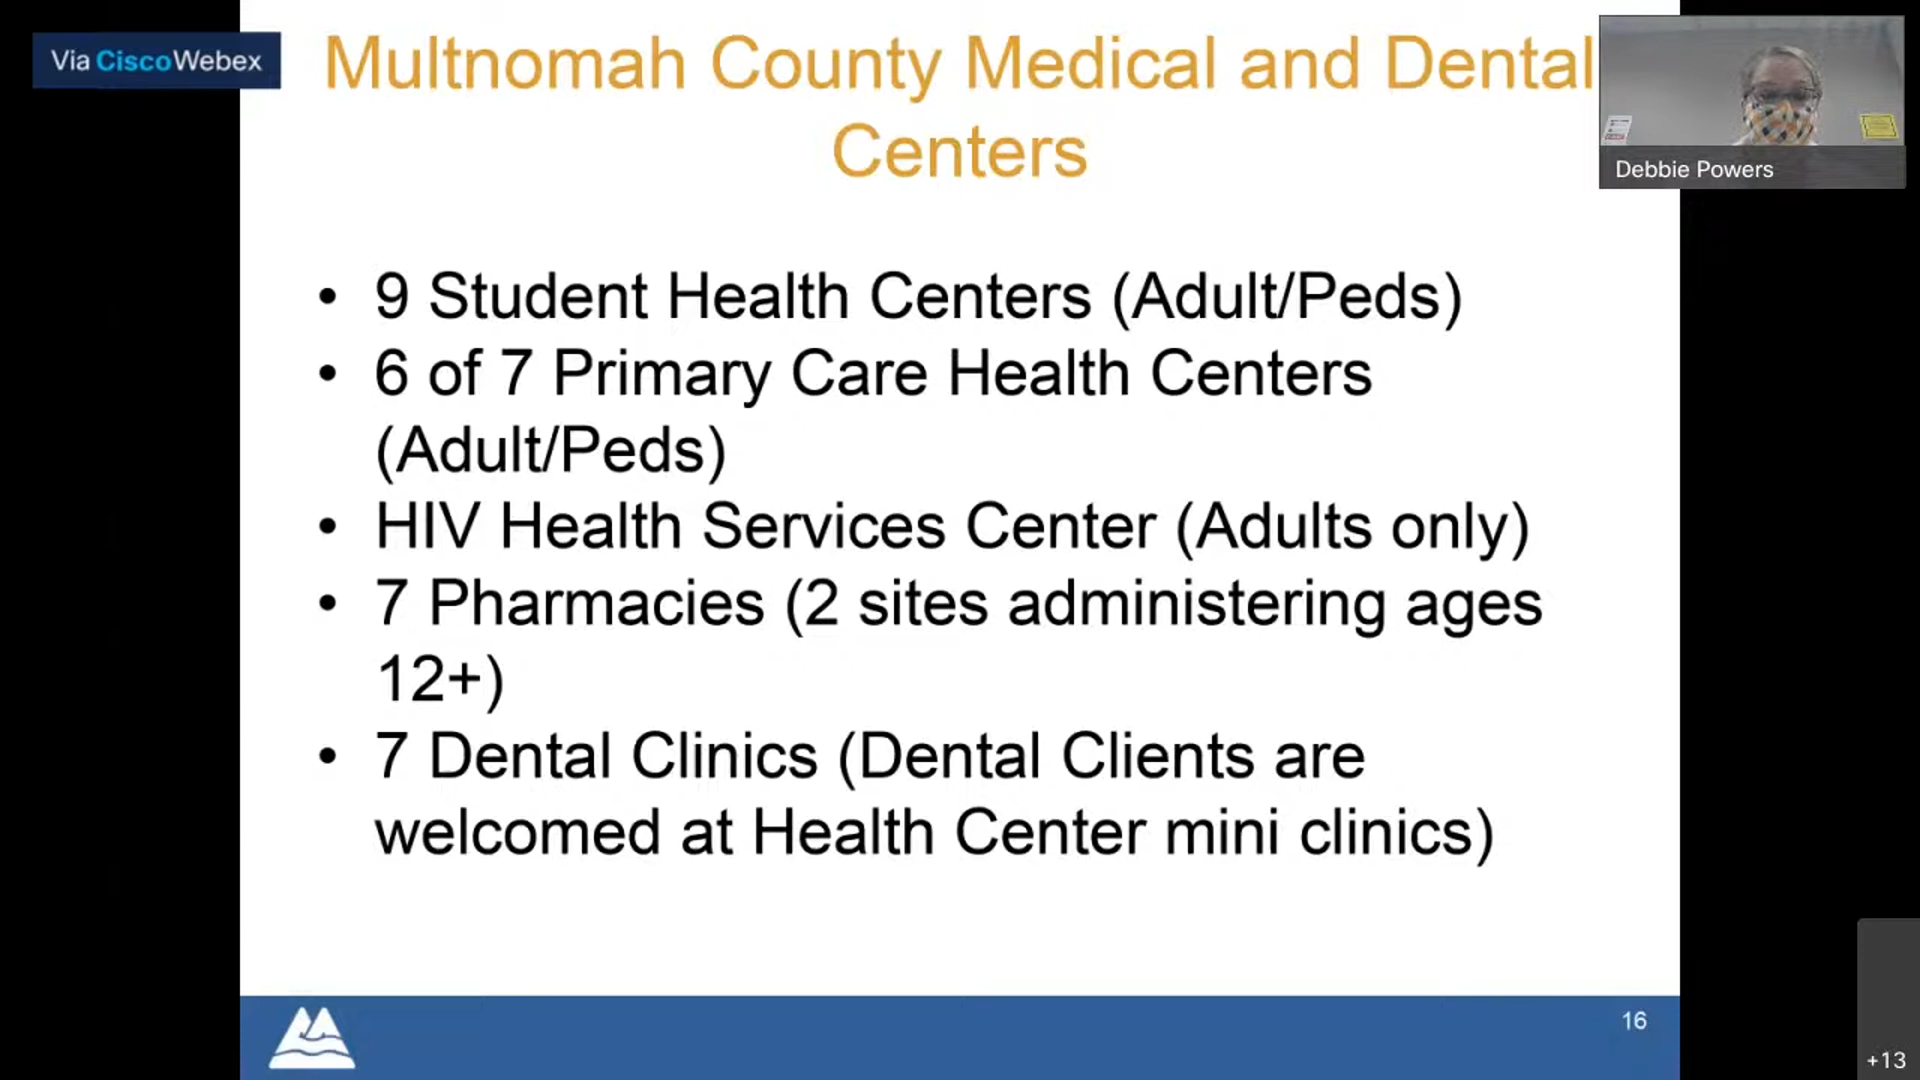 Via CiscoWebex
Multnomah County Medical and Dental
Centers
Debbie Powers
• 9 Student Health Centers (Adult/Peds)
• 6 of 7 Primary Care Health Centers
(Adult/Peds)
• HIV Health Services Center (Adults only)
• 7 Pharmacies (2 sites administering ages
12+)
• 7 Dental Clinics (Dental Clients are
welcomed at Health Center mini clinics)
16
+13